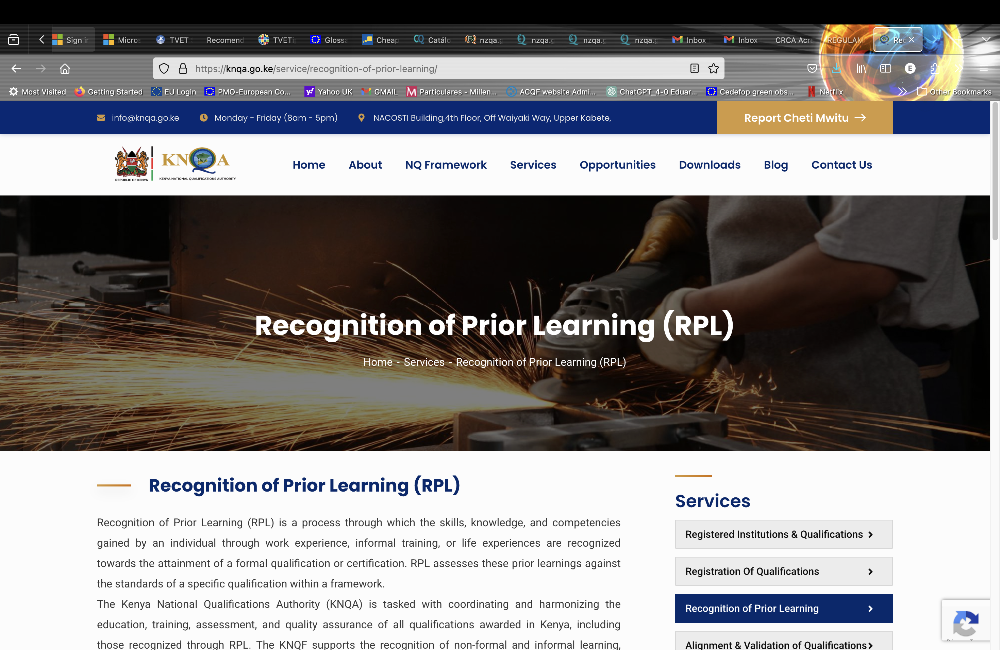 Sign in
Micros
TVET
Recomend
TVETip
Glossa
Cheap
Catálo
nzqa.g
nzqa.g
nzqa.g
nzqa.g
Inbox
Inbox
CRCA Acre
REGULAM
Rec
https://knqa.go.ke/service/recognition-of-prior-learning/
E
Most Visited
Getting Started
EU Login
PMO-European Co...
Yahoo UK
GMAIL
Particulares - Millen...
ACQF website Admi...
ChatGPT_4-0 Eduar...
Cedefop green obs...
Netflix
Other Bookmarks
info@knqa.go.ke
Monday - Friday (8am - 5pm)
NACOSTI Building,4th Floor, Off Waiyaki Way, Upper Kabete,
Report Cheti Mwitu
HARAMBEE
REPUBLIC OF KENYA
KNQA
KENYA NATIONAL QUALIFICATIONS AUTHORITY
Home
About
NQ Framework
Services
Opportunities
Downloads
Blog
Contact Us
Recognition of Prior Learning (RPL)
Home - Services - Recognition of Prior Learning (RPL)
Recognition of Prior Learning (RPL)
Recognition of Prior Learning (RPL) is a process through which the skills, knowledge, and competencies
gained by an individual through work experience, informal training, or life experiences are recognized
towards the attainment of a formal qualification or certification. RPL assesses these prior learnings against
the standards of a specific qualification within a framework.
The Kenya National Qualifications Authority (KNQA) is tasked with coordinating and harmonizing the
education, training, assessment, and quality assurance of all qualifications awarded in Kenya, including
those recognized through RPL. The KNQF supports the recognition of non-formal and informal learning,
Services
Registered Institutions & Qualifications
Registration Of Qualifications
Recognition of Prior Learning
Alignment & Validation of Qualifications